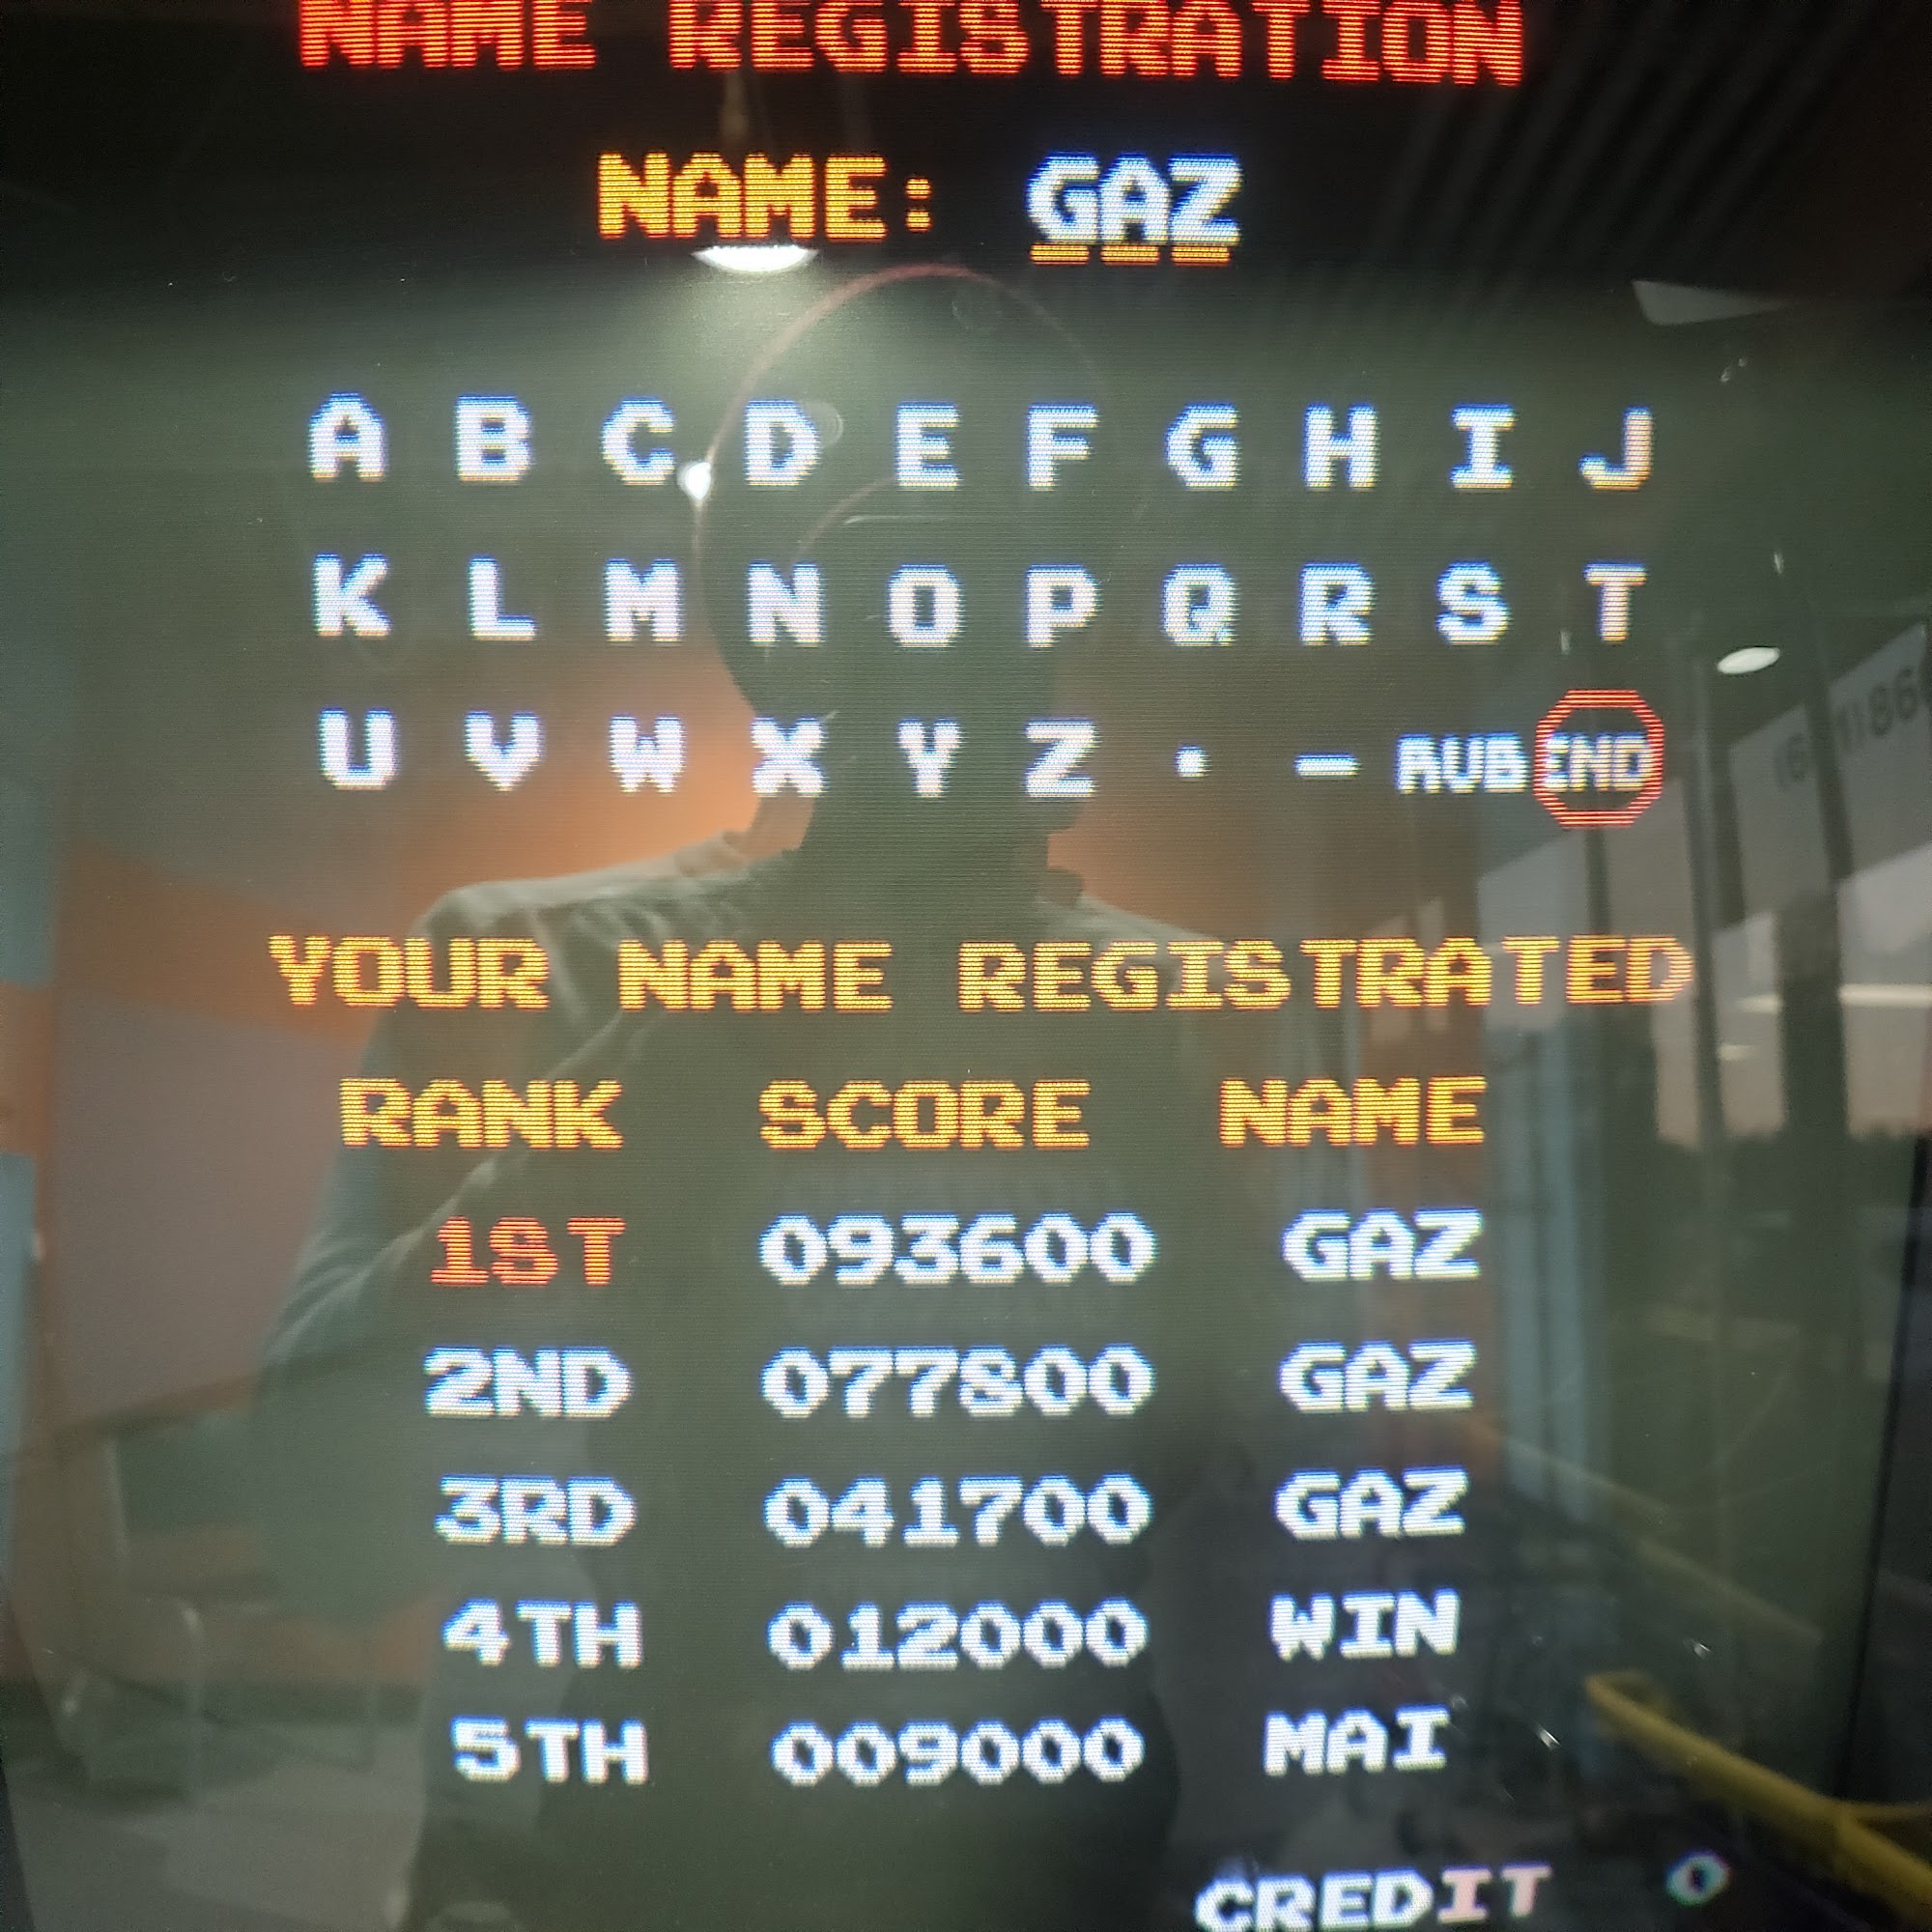 NAME REGISTRATION
NAME: GAZ
A B C D E F G H I J
K L M N O P Q R S T
U V W X Y Z . - RUB END
YOUR NAME REGISTRATED
RANK SCORE NAME
1ST 093600 GAZ
2ND 077800 GAZ
3RD 041700 GAZ
4TH 012000 WIN
5TH 009000 MAI
CREDIT 0